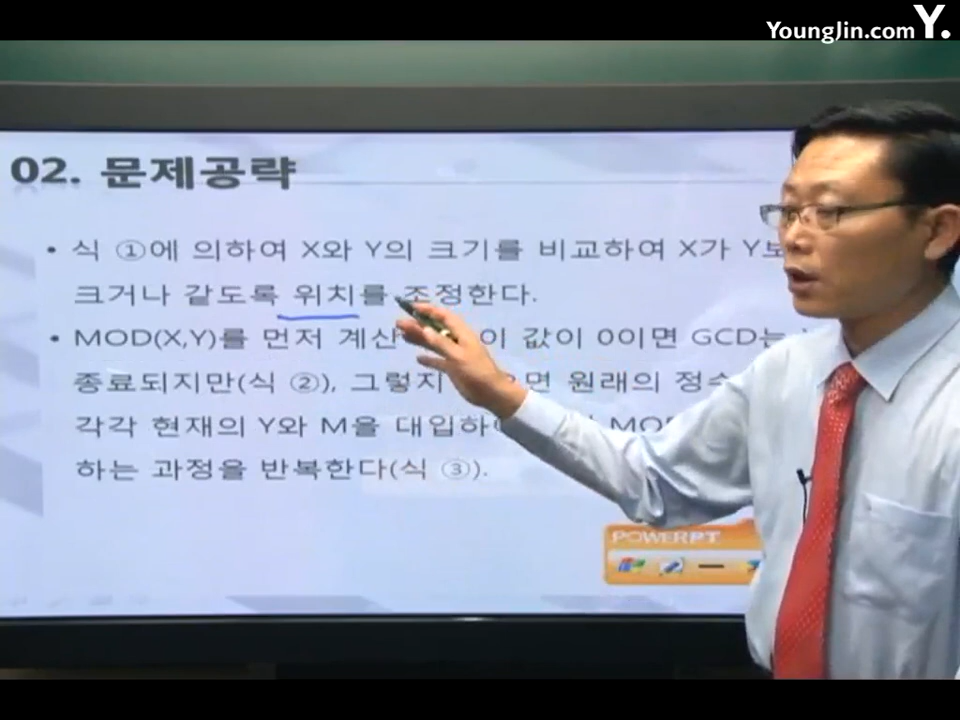 YoungJin.com Y.
02. 문제공략
• 식 ①에 의하여 X와 Y의 크기를 비교하여 X가 Y보
크거나 같도록 위치를 조정한다.
• MOD(X,Y)를 먼저 계산 이 값이 0이면 GCD는
종료되지만(식 ②), 그렇지 면 원래의 정수
각각 현재의 Y와 M을 대입하 MOD
하는 과정을 반복한다(식 ③).
POWERPT